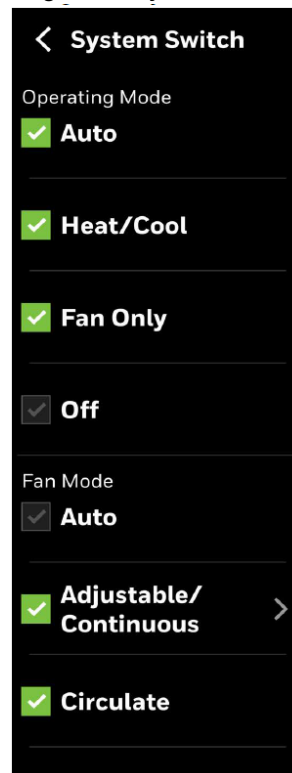 System Switch
Operating Mode
Auto
Heat/Cool
Fan Only
Off
Fan Mode
Auto
Adjustable/
Continuous
Circulate